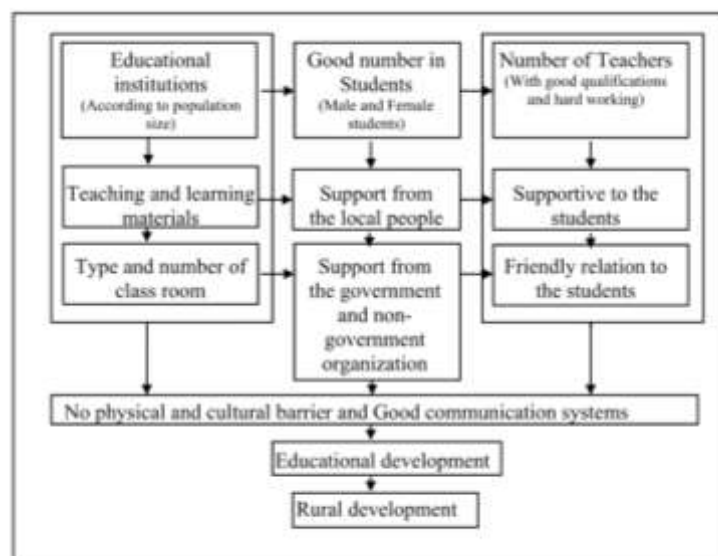 Educational
institutions
(According to population
size)
Good number in
Students
(Male and Female
students)
Number of Teachers
(With good qualifications
and hard working)
Teaching and learning
materials
Support from
the local people
Supportive to the
students
Type and number of
class room
Support from
the government
and non-
government
organization
Friendly relation to
the students
No physical and cultural barrier and Good communication systems
Educational development
Rural development